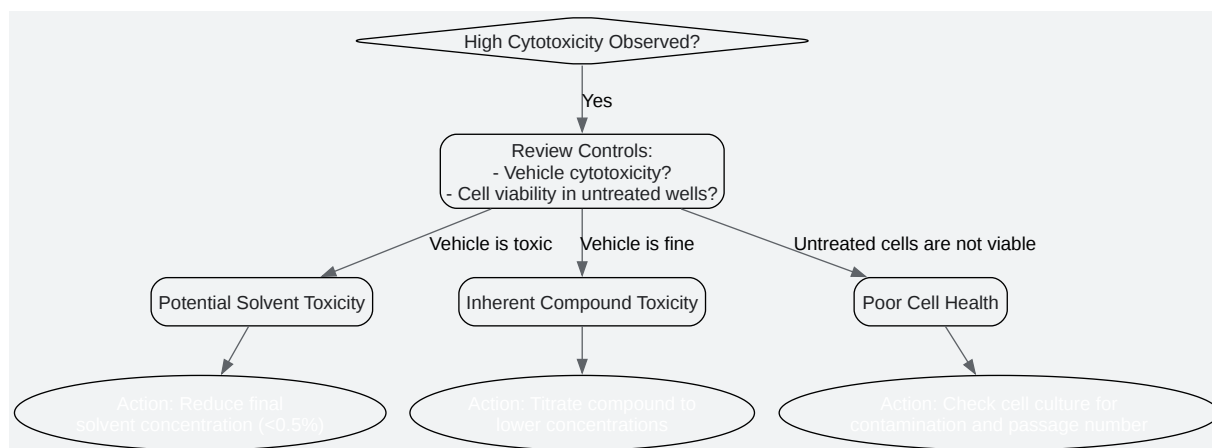 High Cytotoxicity Observed?
Yes
Review Controls:
- Vehicle cytotoxicity?
- Cell viability in untreated wells?
Vehicle is toxic
Vehicle is fine
Untreated cells are not viable
Potential Solvent Toxicity
Inherent Compound Toxicity
Poor Cell Health
Action: Reduce final
solvent concentration (<0.5%)
Action: Titrate compound to
lower concentrations
Action: Check cell culture for
contamination and passage number